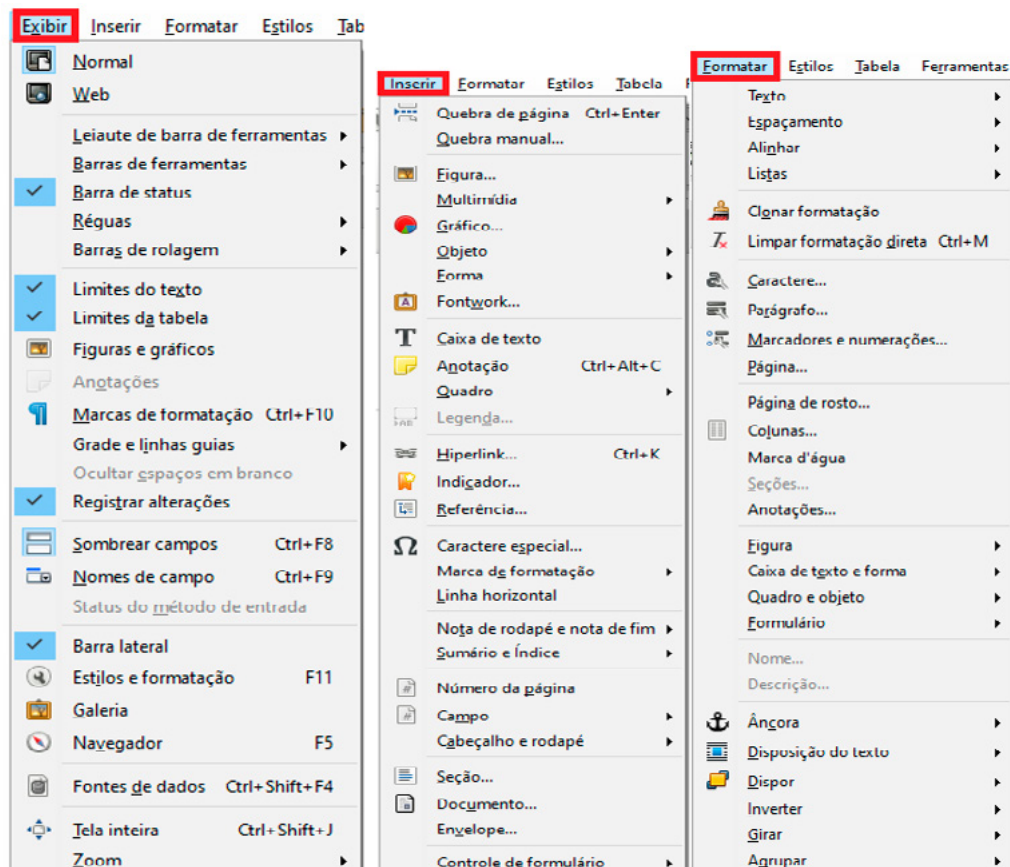 Exibir Inserir Formatar Estilos Tab
Normal
Web
Leiaute de barra de ferramentas
Barras de ferramentas
Barra de status
Réguas
Barras de rolagem
Limites do texto
Limites da tabela
Figuras e gráficos
Anotações
Marcas de formatação Ctrl+F10
Grade e linhas guias
Ocultar espaços em branco
Registrar alterações
Sombrear campos Ctrl+F8
Nomes de campo Ctrl+F9
Status do método de entrada
Barra lateral
Estilos e formatação F11
Galeria
Navegador F5
Fontes de dados Ctrl+Shift+F4
Tela inteira Ctrl+Shift+J
Zoom
Inserir Formatar Estilos Tabela
Quebra de página Ctrl+Enter
Quebra manual...
Figura...
Multimídia
Gráfico...
Objeto
Forma
Fontwork...
Caixa de texto
Anotação Ctrl+Alt+C
Quadro
Legenda...
Hiperlink... Ctrl+K
Indicador...
Referência...
Caractere especial...
Marca de formatação
Linha horizontal
Nota de rodapé e nota de fim
Sumário e Índice
Número da página
Campo
Cabeçalho e rodapé
Seção...
Documento...
Envelope...
Controle de formulário
Formatar Estilos Tabela Ferramentas
Texto
Espaçamento
Alinhar
Listas
Clonar formatação
Limpar formatação direta Ctrl+M
Caractere...
Parágrafo...
Marcadores e numerações...
Página...
Página de rosto...
Colunas...
Marca d'água
Seções...
Anotações...
Figura
Caixa de texto e forma
Quadro e objeto
Formulário
Nome...
Descrição...
Âncora
Disposição do texto
Dispor
Inverter
Girar
Agrupar